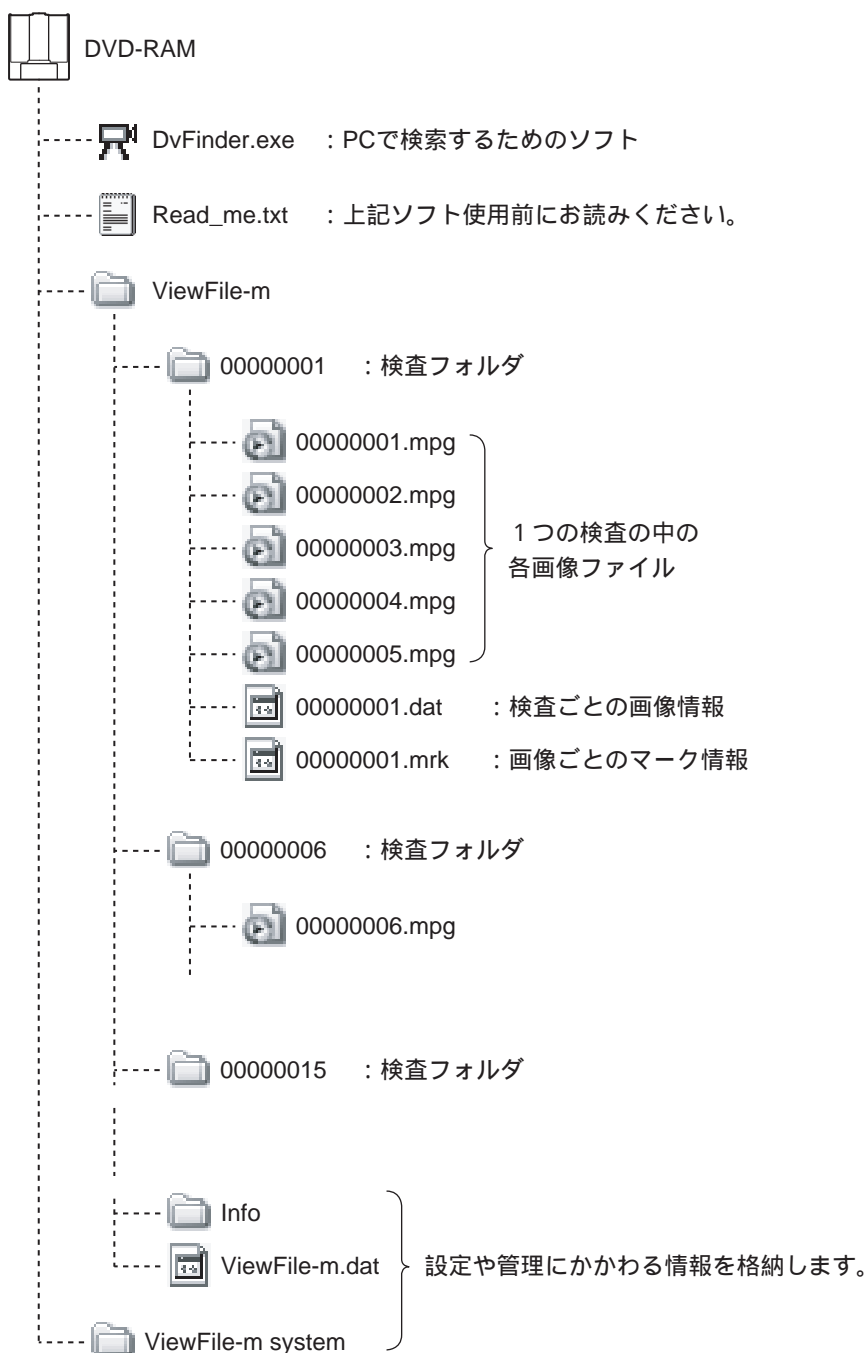 DVD-RAM
DvFinder.exe ：PCで検索するためのソフト
Read_me.txt ：上記ソフト使用前にお読みください。
ViewFile-m
00000001 ：検査フォルダ
00000001.mpg
00000002.mpg
00000003.mpg
00000004.mpg
00000005.mpg
１つの検査の中の
各画像ファイル
00000001.dat ：検査ごとの画像情報
00000001.mrk ：画像ごとのマーク情報
00000006 ：検査フォルダ
00000006.mpg
00000015 ：検査フォルダ
Info
ViewFile-m.dat
設定や管理にかかわる情報を格納します。
ViewFile-m system